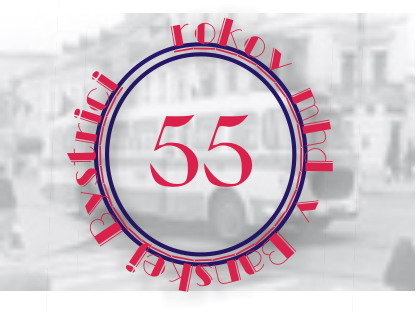 rokov mhd v Banskej Bystrici
55